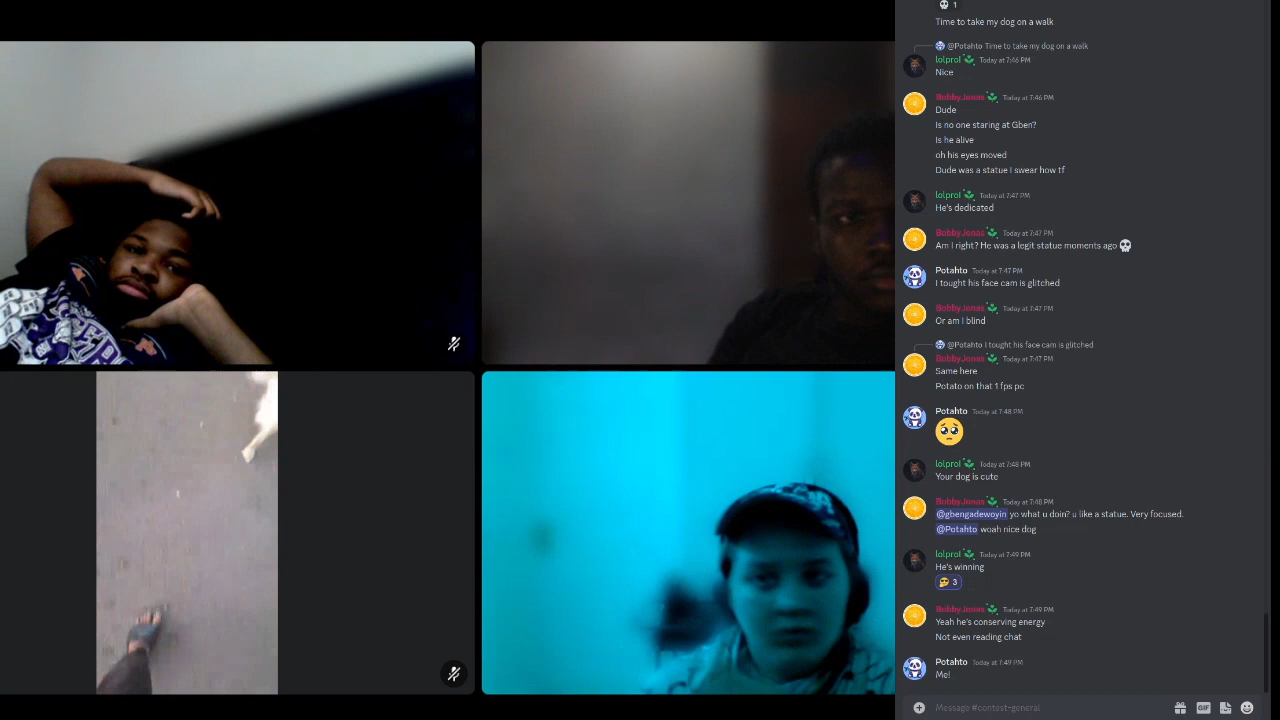 1
Time to take my dog on a walk
@Potahto Time to take my dog on a walk
lolprol Today at 7:46 PM
Nice
BobbyJonas Today at 7:46 PM
Dude
Is no one staring at Gben?
Is he alive
oh his eyes moved
Dude was a statue I swear how tf
lolprol Today at 7:47 PM
He's dedicated
BobbyJonas Today at 7:47 PM
Am I right? He was a legit statue moments ago
Potahto Today at 7:47 PM
I tought his face cam is glitched
BobbyJonas Today at 7:47 PM
Or am I blind
@Potahto I tought his face cam is glitched
BobbyJonas Today at 7:47 PM
Same here
Potato on that 1 fps pc
Potahto Today at 7:48 PM
lolprol Today at 7:48 PM
Your dog is cute
BobbyJonas Today at 7:48 PM
@gbengadewoyin yo what u doin? u like a statue. Very focused.
@Potahto woah nice dog
lolprol Today at 7:49 PM
He's winning
3
BobbyJonas Today at 7:49 PM
Yeah he's conserving energy
Not even reading chat
Potahto Today at 7:49 PM
Me!
Message #contest-general
GIF